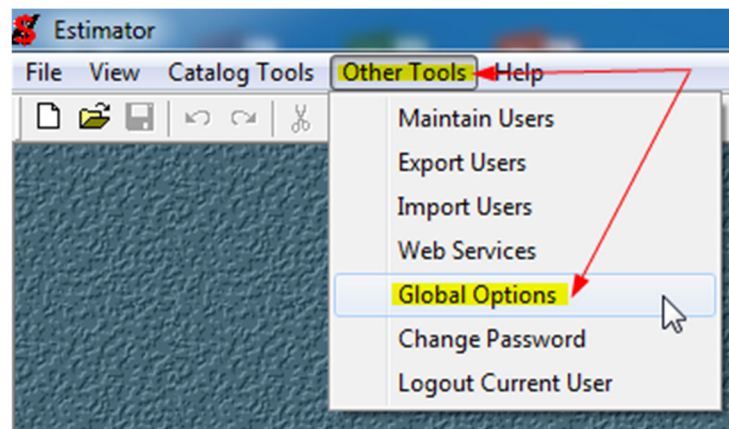 Estimator
File View Catalog Tools Other Tools Help
Maintain Users
Export Users
Import Users
Web Services
Global Options
Change Password
Logout Current User